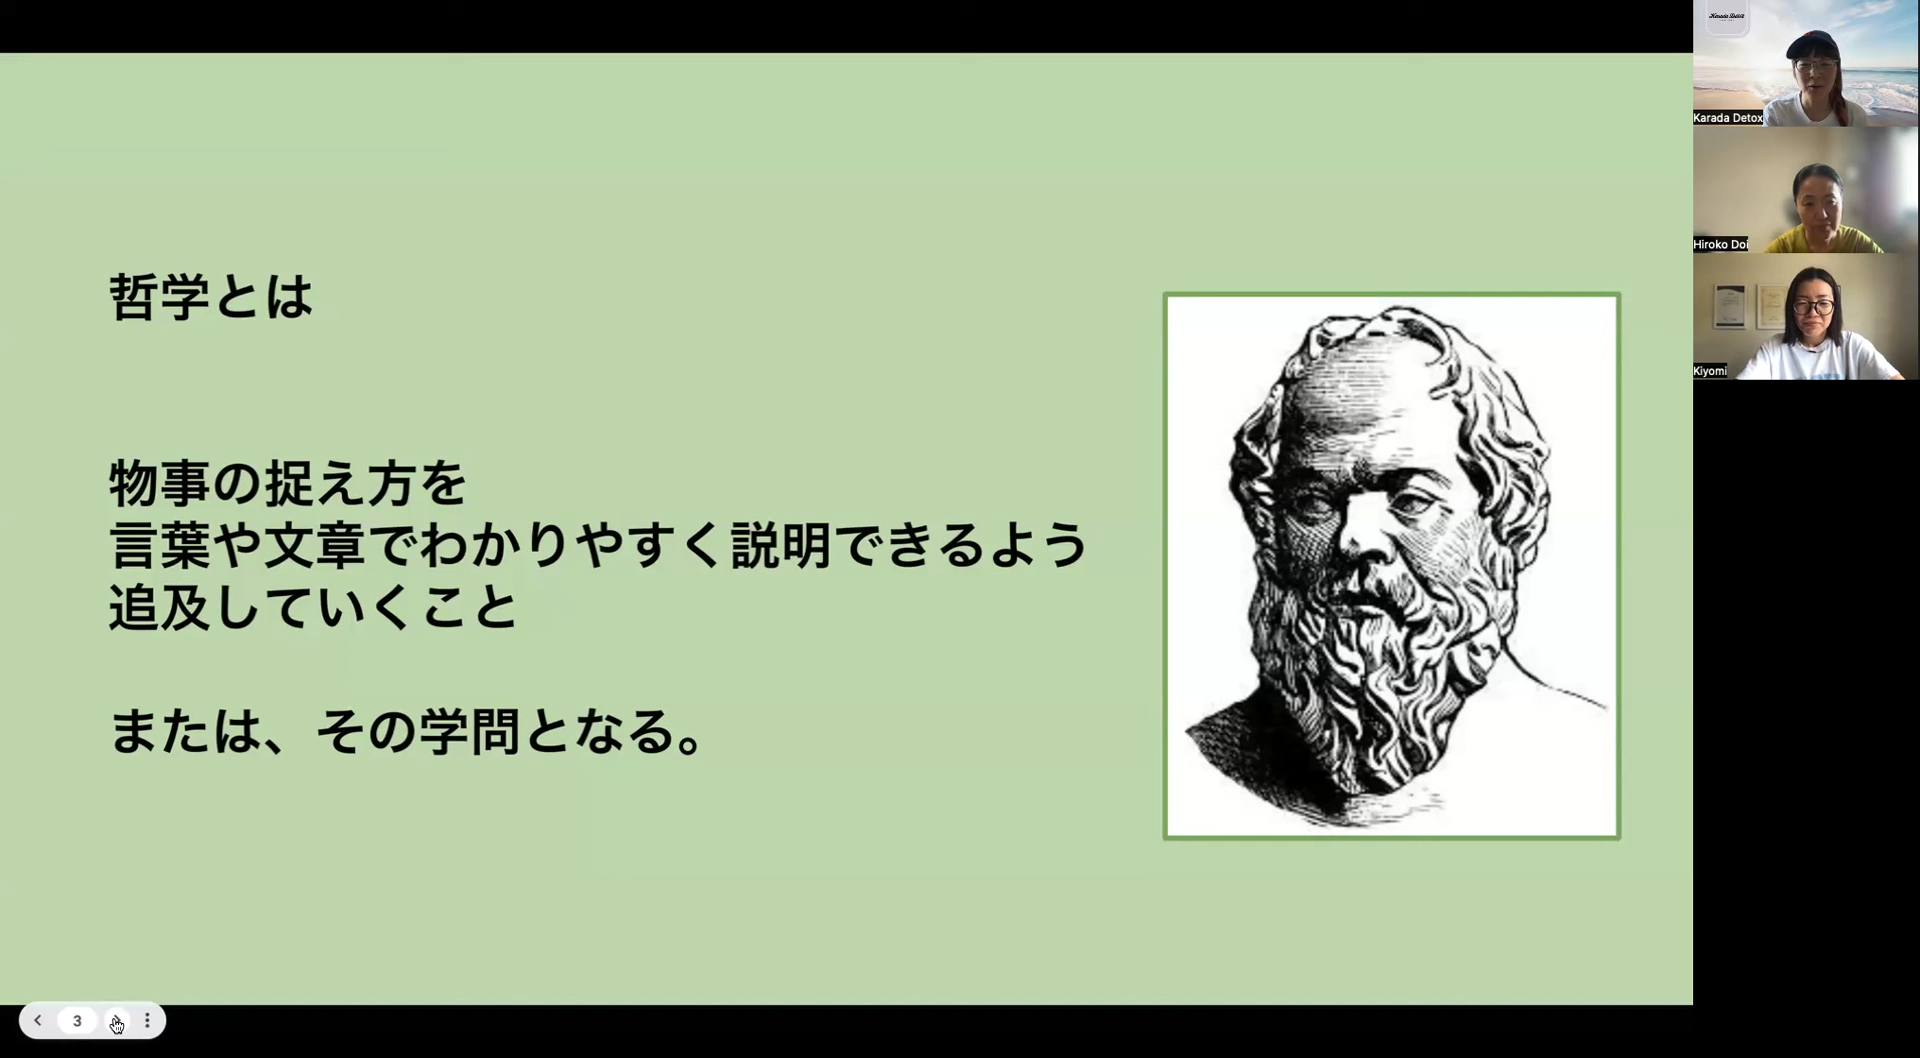 哲学とは
物事の捉え方を
言葉や文章でわかりやすく説明できるよう
追及していくこと
または、その学問となる。
Karada Detox
Hiroko Doi
Kiyomi
3